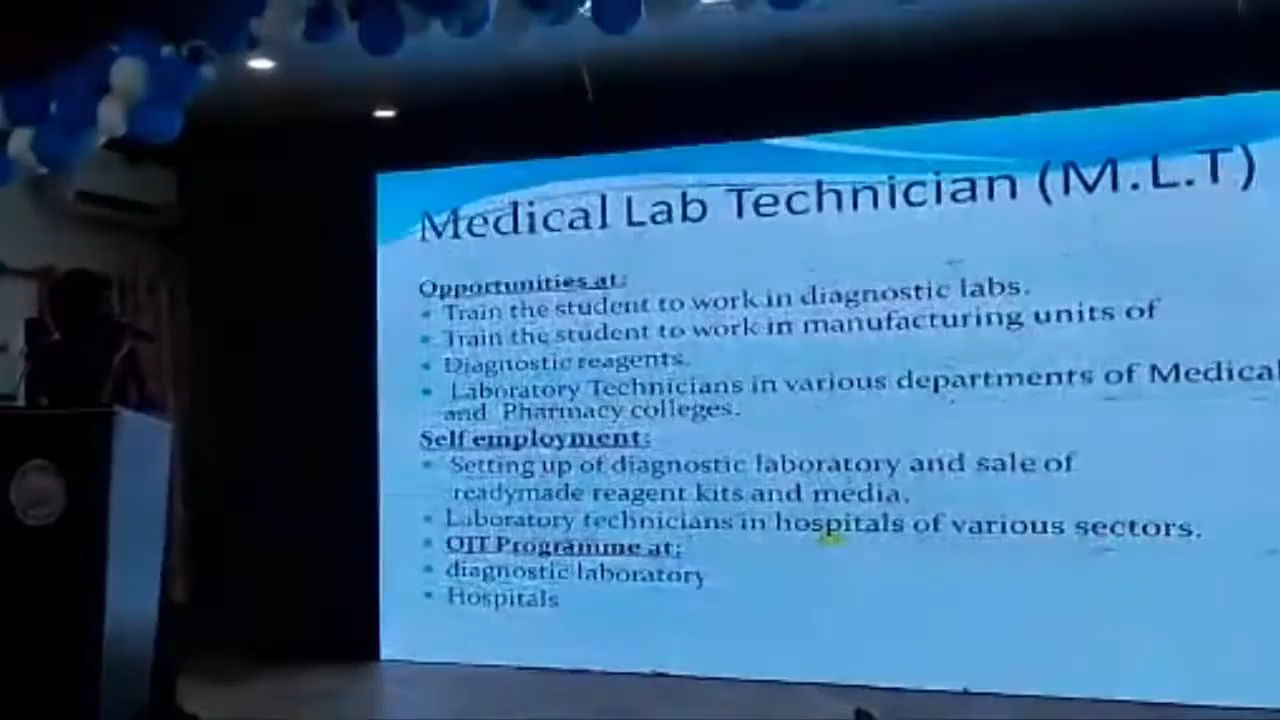 Medical Lab Technician (M.L.T)
Opportunities at:
Train the student to work in diagnostic labs.
Train the student to work in manufacturing units of
Diagnostic reagents.
Laboratory Technicians in various departments of Medical
and Pharmacy colleges.
Self employment:
Setting up of diagnostic laboratory and sale of
readymade reagent kits and media.
Laboratory technicians in hospitals of various sectors.
OJT Programme at:
diagnostic laboratory
Hospitals